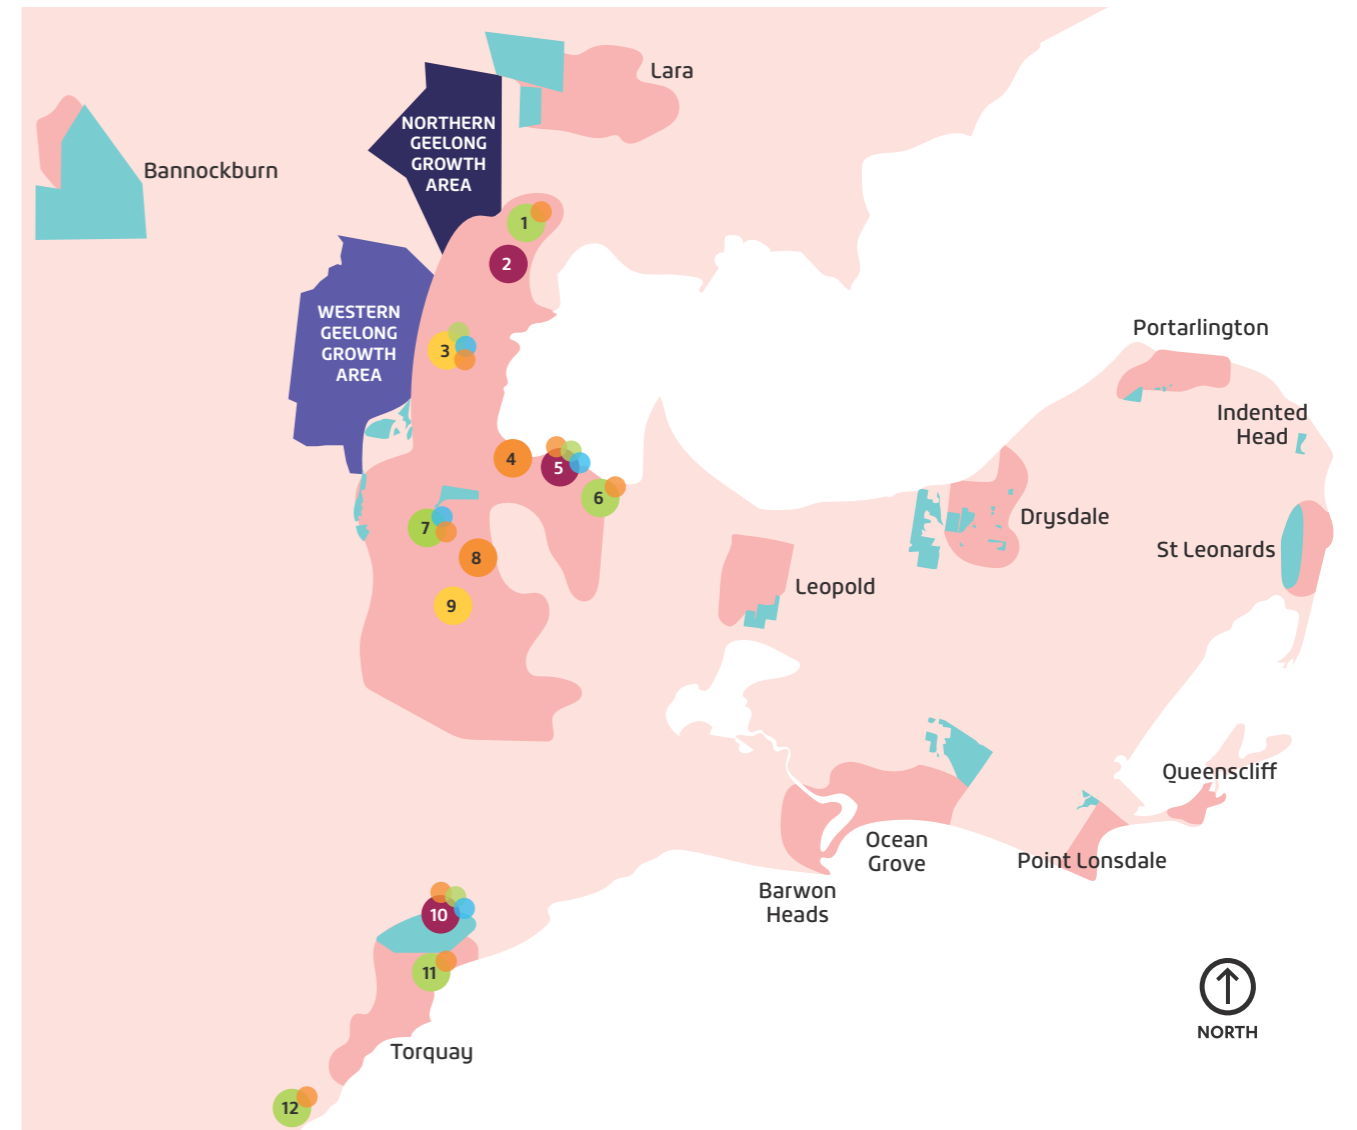 Lara
NORTHERN
GEELONG
GROWTH
AREA
Bannockburn
1
2
WESTERN
GEELONG
GROWTH
AREA
3
Portarlington
Indented
Head
4
5
6
7
8
9
Drysdale
St Leonards
Leopold
Queenscliff
Ocean
Grove
Point Lonsdale
Barwon
Heads
10
11
NORTH
Torquay
12